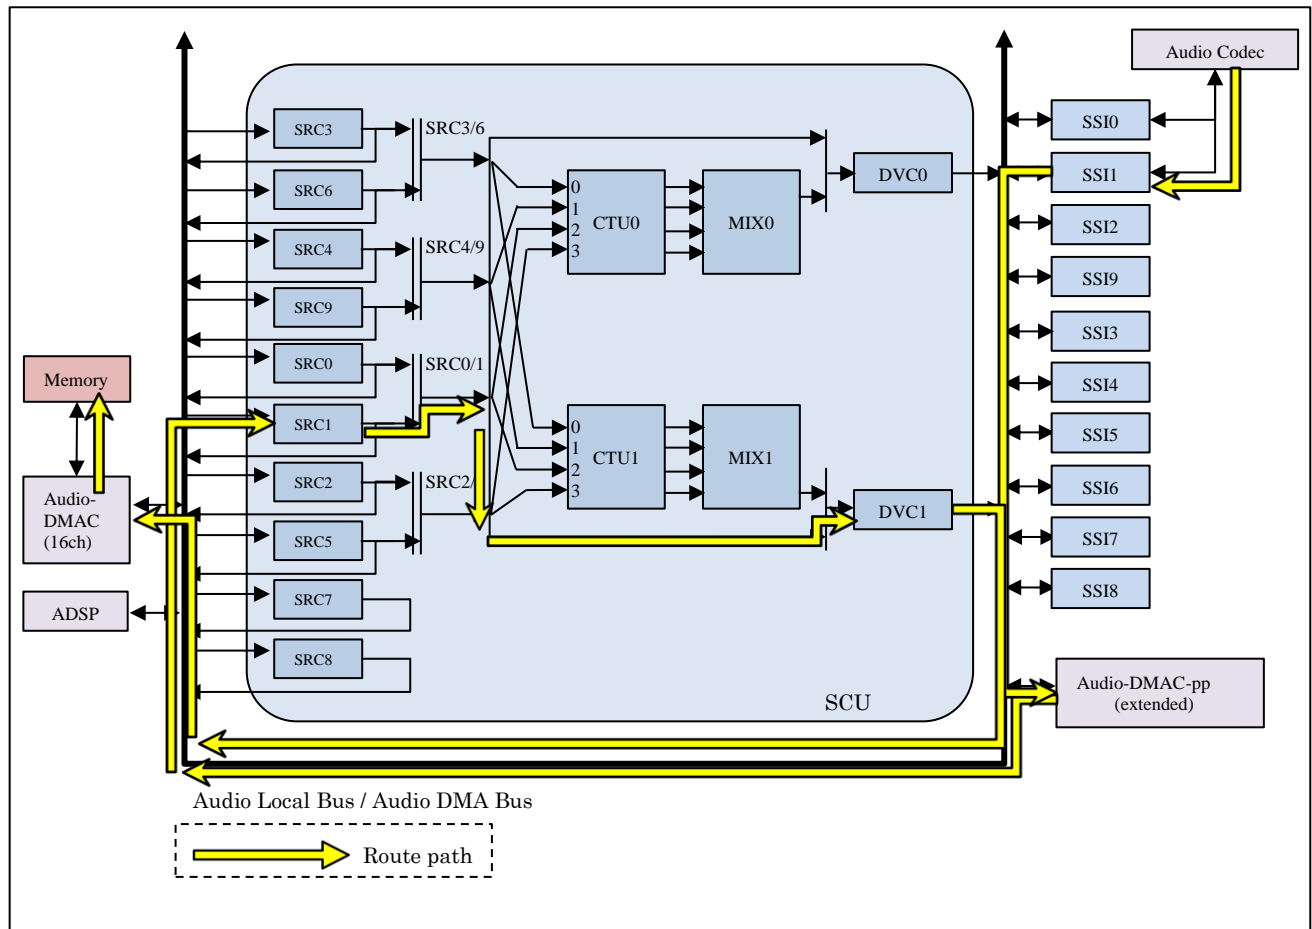 Audio Codec
SRC3
SRC3/6
SSI0
SRC6
0
1
2
3
CTU0
MIX0
DVC0
SSI1
SRC4
SRC4/9
SSI2
SRC9
SSI9
SRC0
SRC0/1
SSI3
Memory
SSI4
SRC1
0
1
2
3
CTU1
MIX1
SSI5
SRC2
SRC2/
SSI6
Audio-
DMAC
(16ch)
DVC1
SRC5
SSI7
SRC7
SSI8
ADSP
SRC8
SCU
Audio-DMAC-pp
(extended)
Audio Local Bus / Audio DMA Bus
Route path